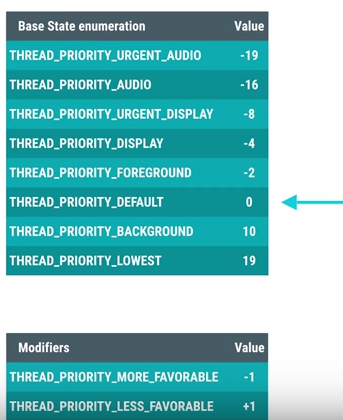 Base State enumeration Value
THREAD_PRIORITY_URGENT_AUDIO -19
THREAD_PRIORITY_AUDIO -16
THREAD_PRIORITY_URGENT_DISPLAY -8
THREAD_PRIORITY_DISPLAY -4
THREAD_PRIORITY_FOREGROUND -2
THREAD_PRIORITY_DEFAULT 0
THREAD_PRIORITY_BACKGROUND 10
THREAD_PRIORITY_LOWEST 19
Modifiers Value
THREAD_PRIORITY_MORE_FAVORABLE -1
THREAD_PRIORITY_LESS_FAVORABLE +1